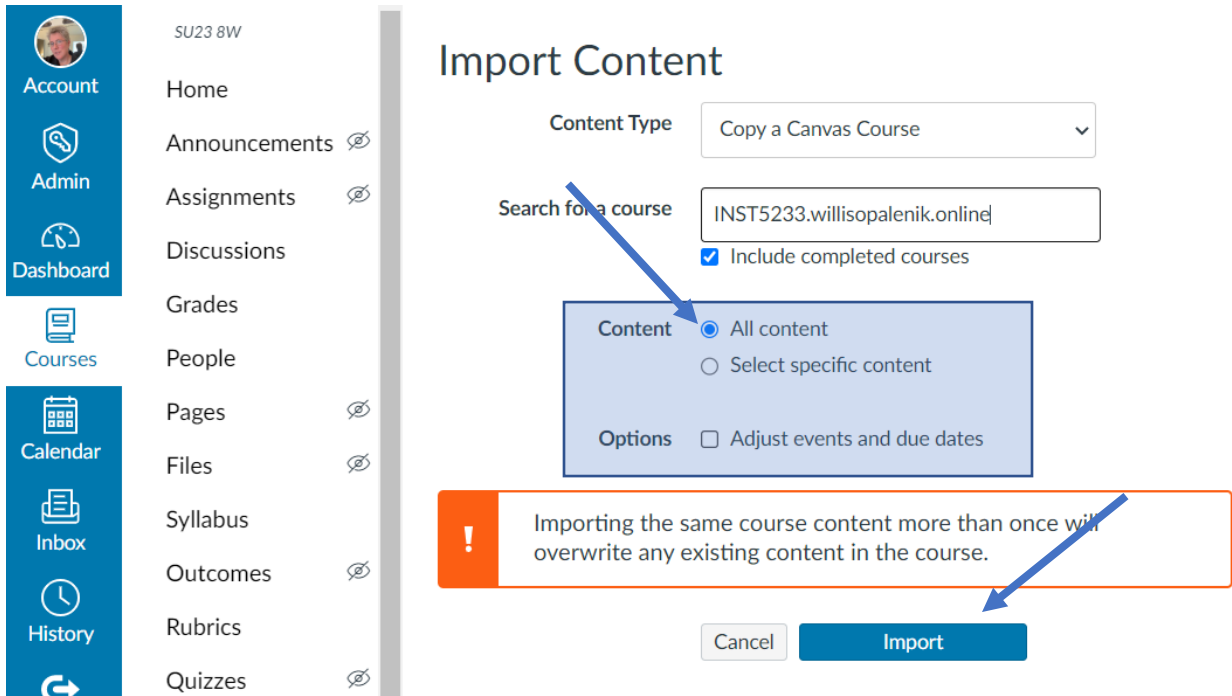 Account
Admin
Dashboard
Courses
Calendar
Inbox
History
SU23 8W
Home
Announcements
Assignments
Discussions
Grades
People
Pages
Files
Syllabus
Outcomes
Rubrics
Quizzes
Import Content
Content Type Copy a Canvas Course
Search for a course INST5233.willisopalenik.online
Include completed courses
Content All content
Select specific content
Options Adjust events and due dates
! Importing the same course content more than once will
overwrite any existing content in the course.
Cancel Import